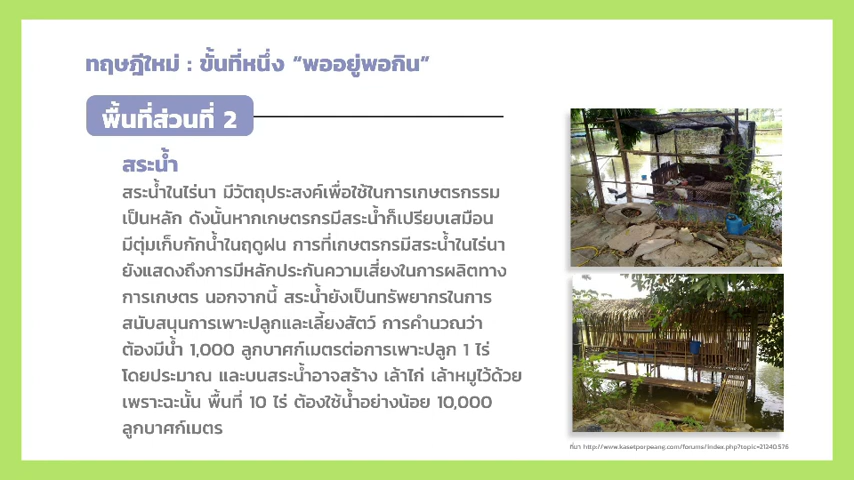 ทฤษฎีใหม่ : ขั้นที่หนึ่ง “พออยู่พอกิน”
พื้นที่ส่วนที่ 2
สระน้ำ
สระน้ำในไร่นา มีวัตถุประสงค์เพื่อใช้ในการเกษตรกรรม
เป็นหลัก ดังนั้นหากเกษตรกรมีสระน้ำก็เปรียบเสมือน
มีตุ่มเก็บกักน้ำในฤดูฝน การที่เกษตรกรมีสระน้ำในไร่นา
ยังแสดงถึงการมีหลักประกันความเสี่ยงในการผลิตทาง
การเกษตร นอกจากนี้ สระน้ำยังเป็นทรัพยากรในการ
สนับสนุนการเพาะปลูกและเลี้ยงสัตว์ การคำนวณว่า
ต้องมีน้ำ 1,000 ลูกบาศก์เมตรต่อการเพาะปลูก 1 ไร่
โดยประมาณ และบนสระน้ำอาจสร้าง เล้าไก่ เล้าหมูไว้ด้วย
เพราะฉะนั้น พื้นที่ 10 ไร่ ต้องใช้น้ำอย่างน้อย 10,000
ลูกบาศก์เมตร
ที่มา http://www.kasetporpeang.com/forums/index.php?topic=21240.576